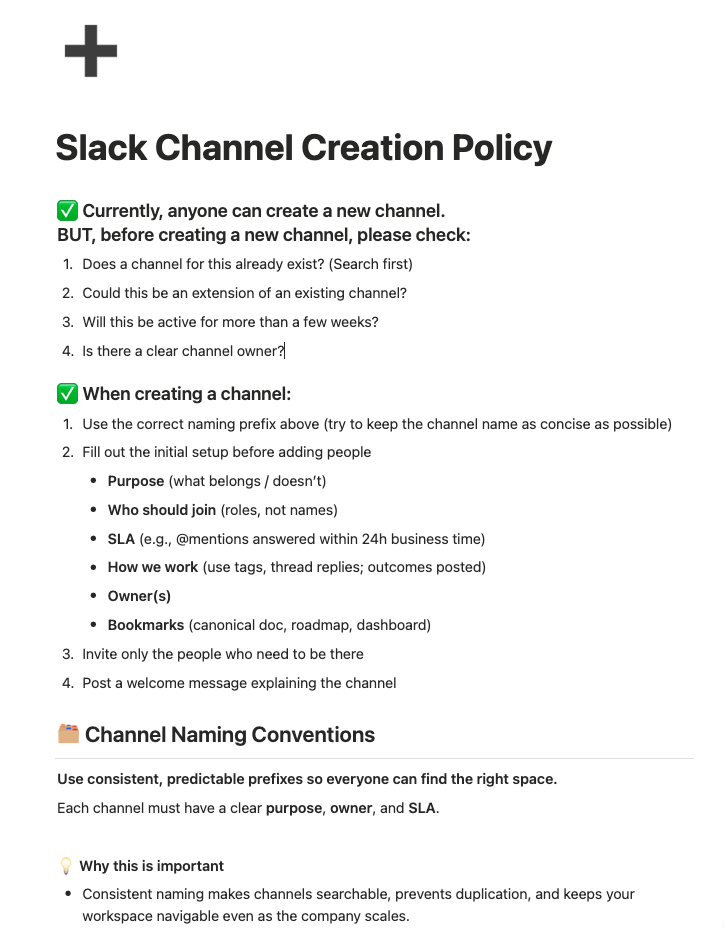 Slack Channel Creation Policy
✅ Currently, anyone can create a new channel.
BUT, before creating a new channel, please check:
1. Does a channel for this already exist? (Search first)
2. Could this be an extension of an existing channel?
3. Will this be active for more than a few weeks?
4. Is there a clear channel owner?
✅ When creating a channel:
1. Use the correct naming prefix above (try to keep the channel name as concise as possible)
2. Fill out the initial setup before adding people
• Purpose (what belongs / doesn’t)
• Who should join (roles, not names)
• SLA (e.g., @mentions answered within 24h business time)
• How we work (use tags, thread replies; outcomes posted)
• Owner(s)
• Bookmarks (canonical doc, roadmap, dashboard)
3. Invite only the people who need to be there
4. Post a welcome message explaining the channel
🗂️ Channel Naming Conventions
Use consistent, predictable prefixes so everyone can find the right space.
Each channel must have a clear purpose, owner, and SLA.
💡 Why this is important
• Consistent naming makes channels searchable, prevents duplication, and keeps your
workspace navigable even as the company scales.